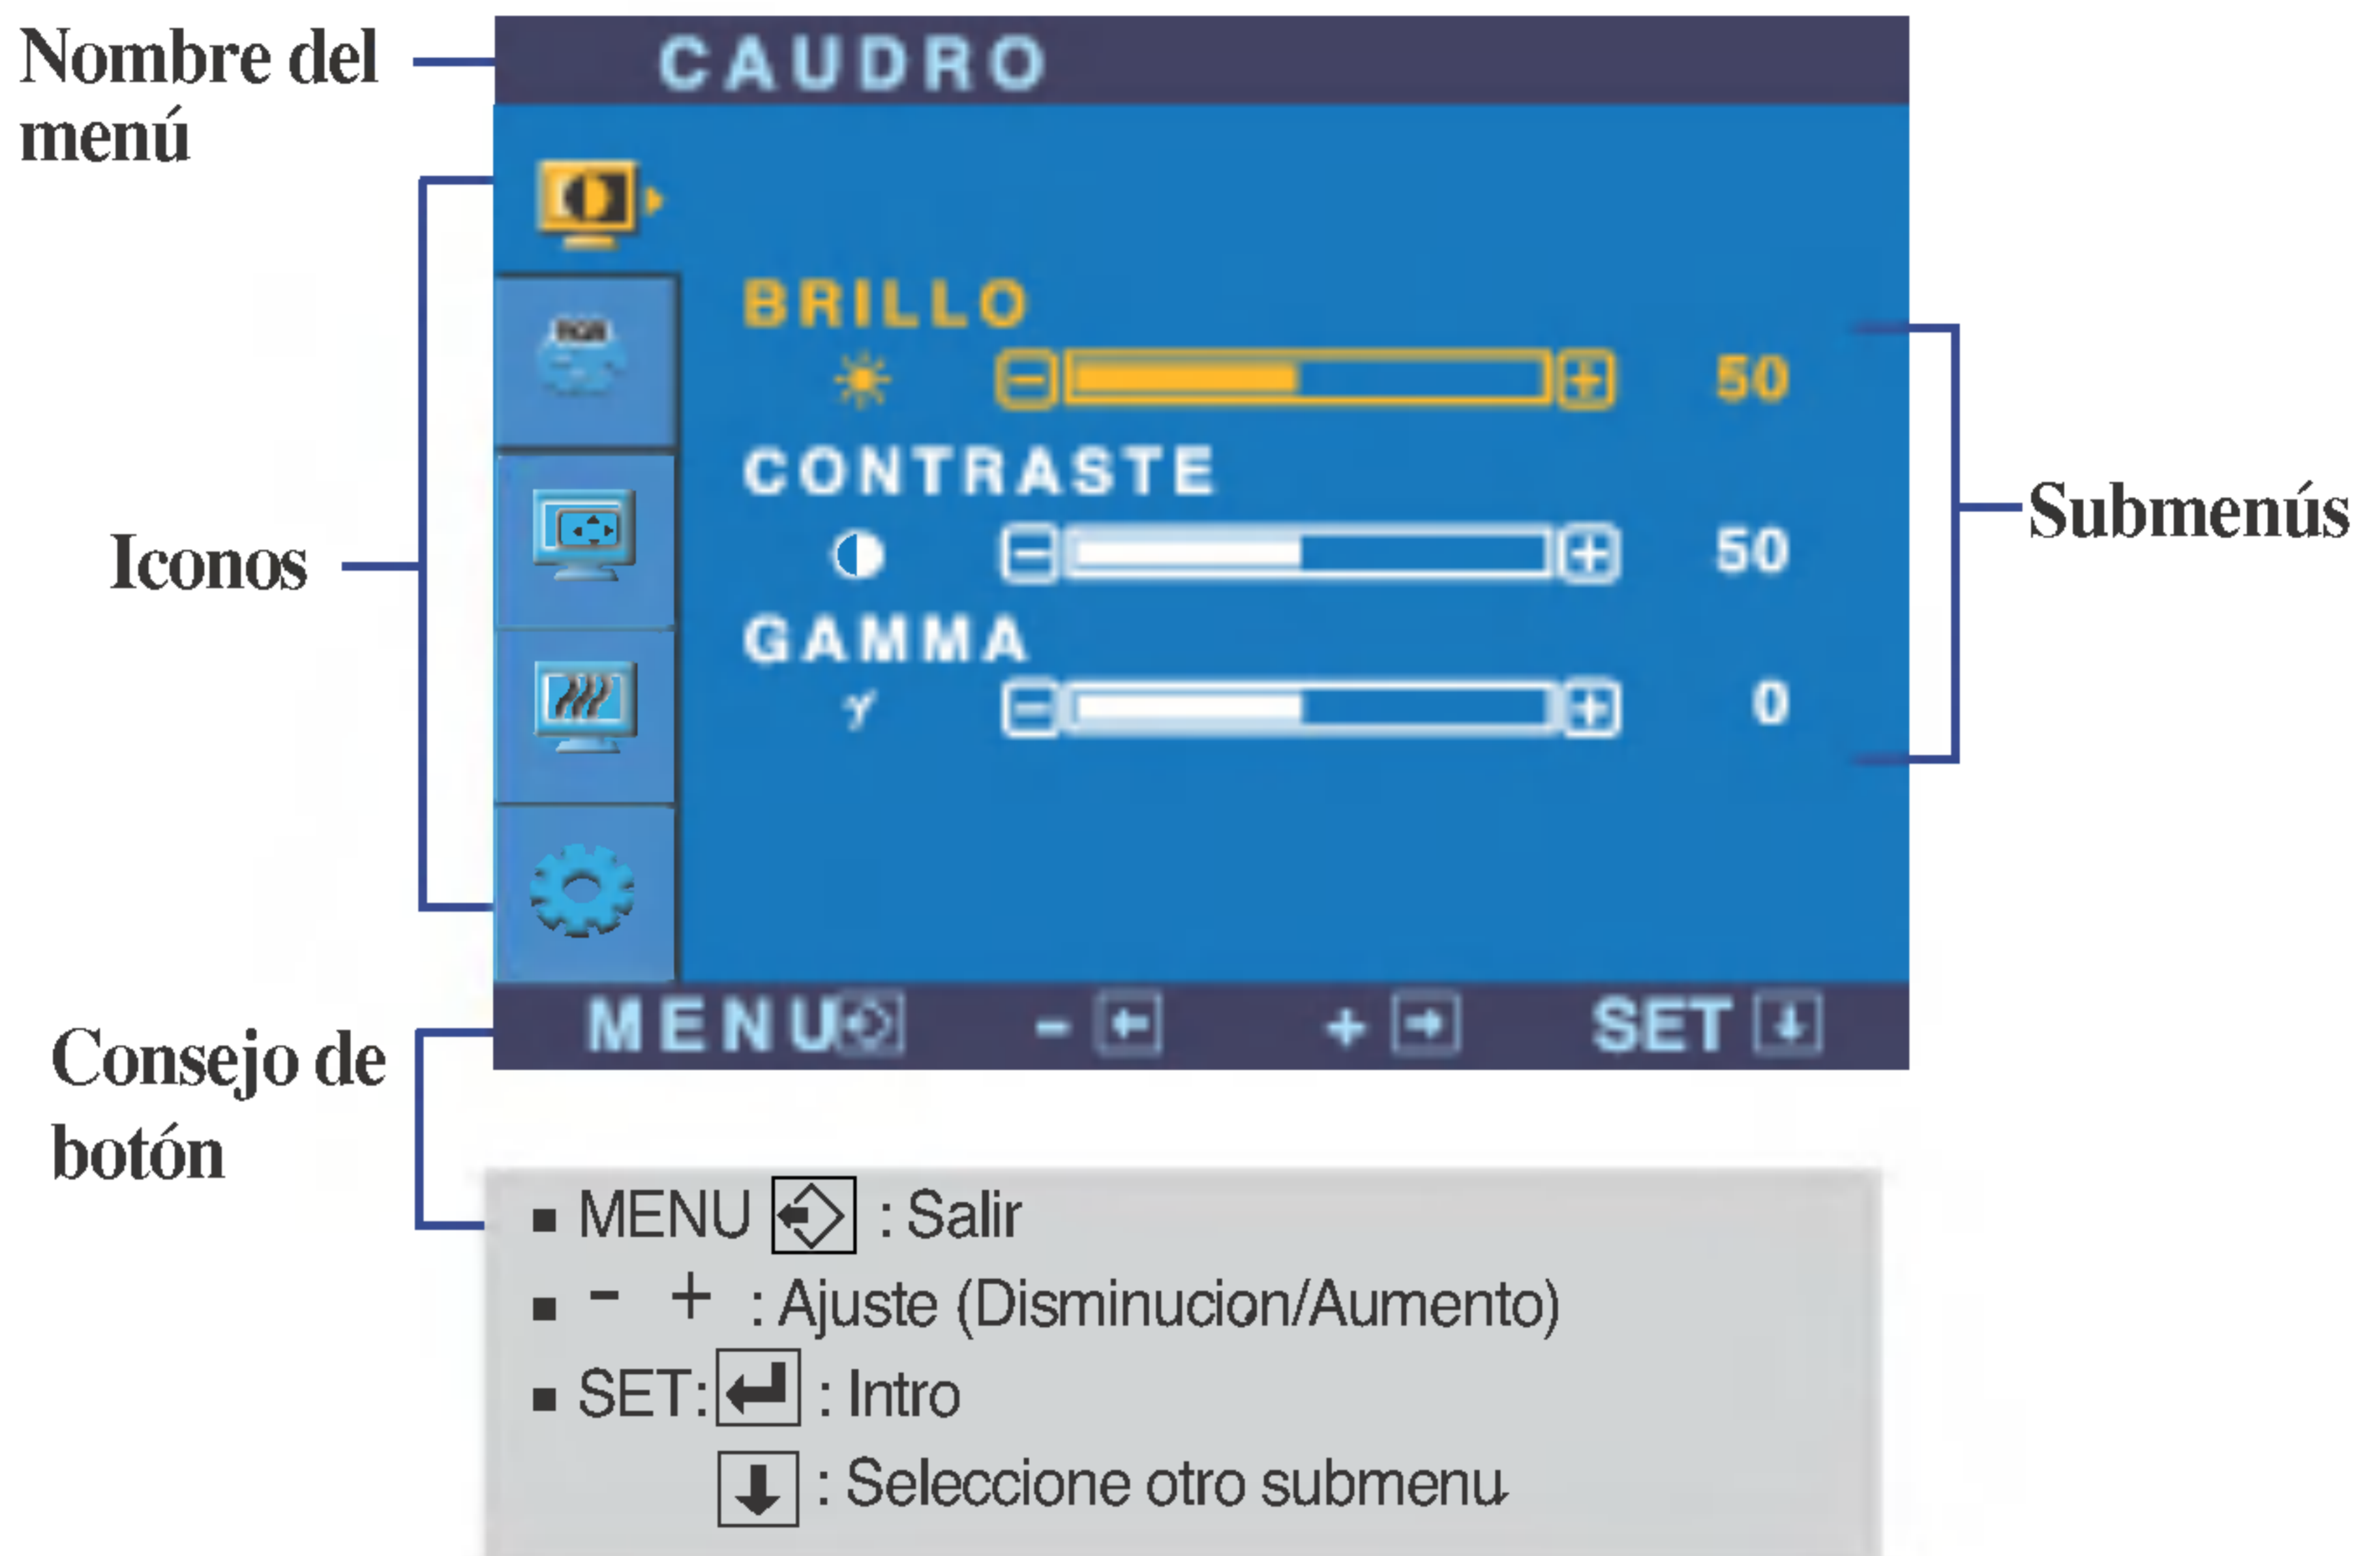 Nombre del
menú
CAUDRO
BRILLO
50
CONTRASTE
50
GAMMA
γ 0
Iconos
Submenús
MENU - + SET
Consejo de
botón
■ MENU : Salir
■ - + : Ajuste (Disminucion/Aumento)
■ SET: : Intro
: Seleccione otro submenu